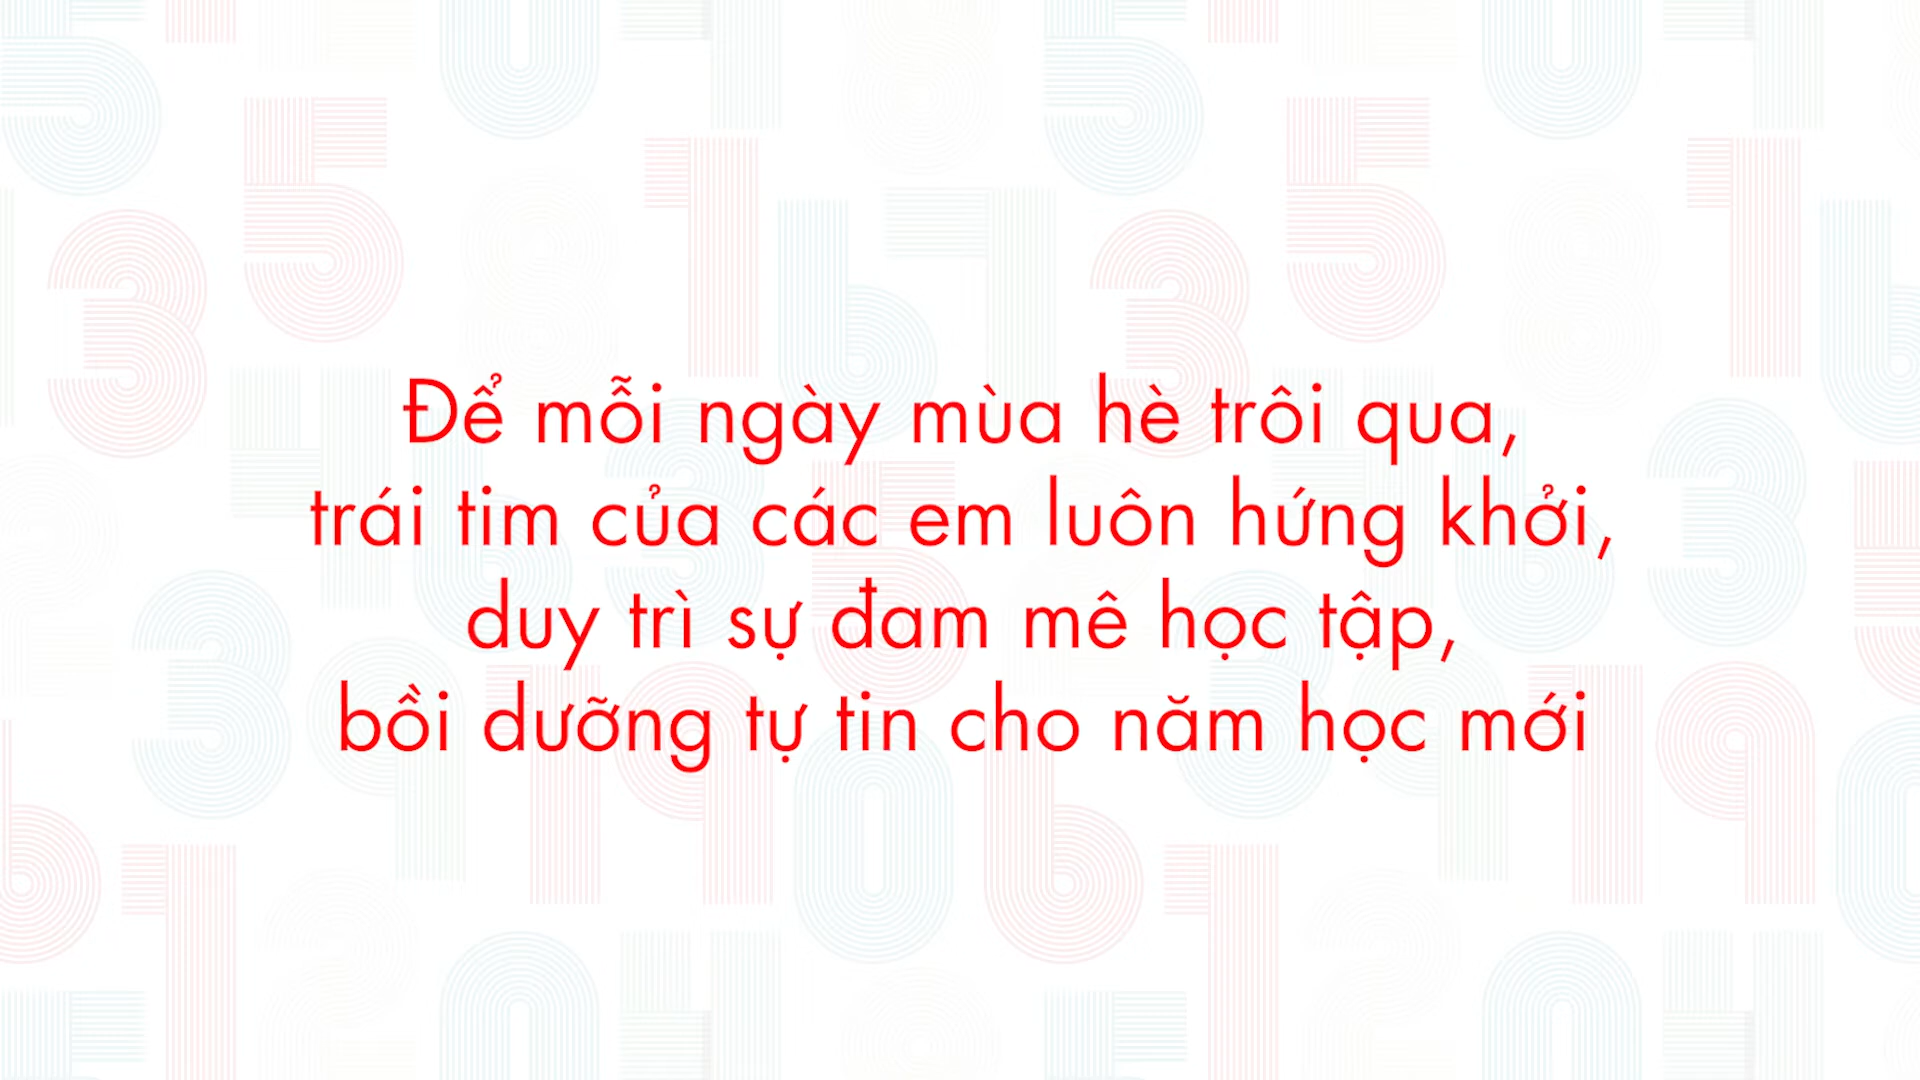 Để mỗi ngày mùa hè trôi qua,
trái tim của các em luôn hứng khởi,
duy trì sự đam mê học tập,
bồi dưỡng tự tin cho năm học mới